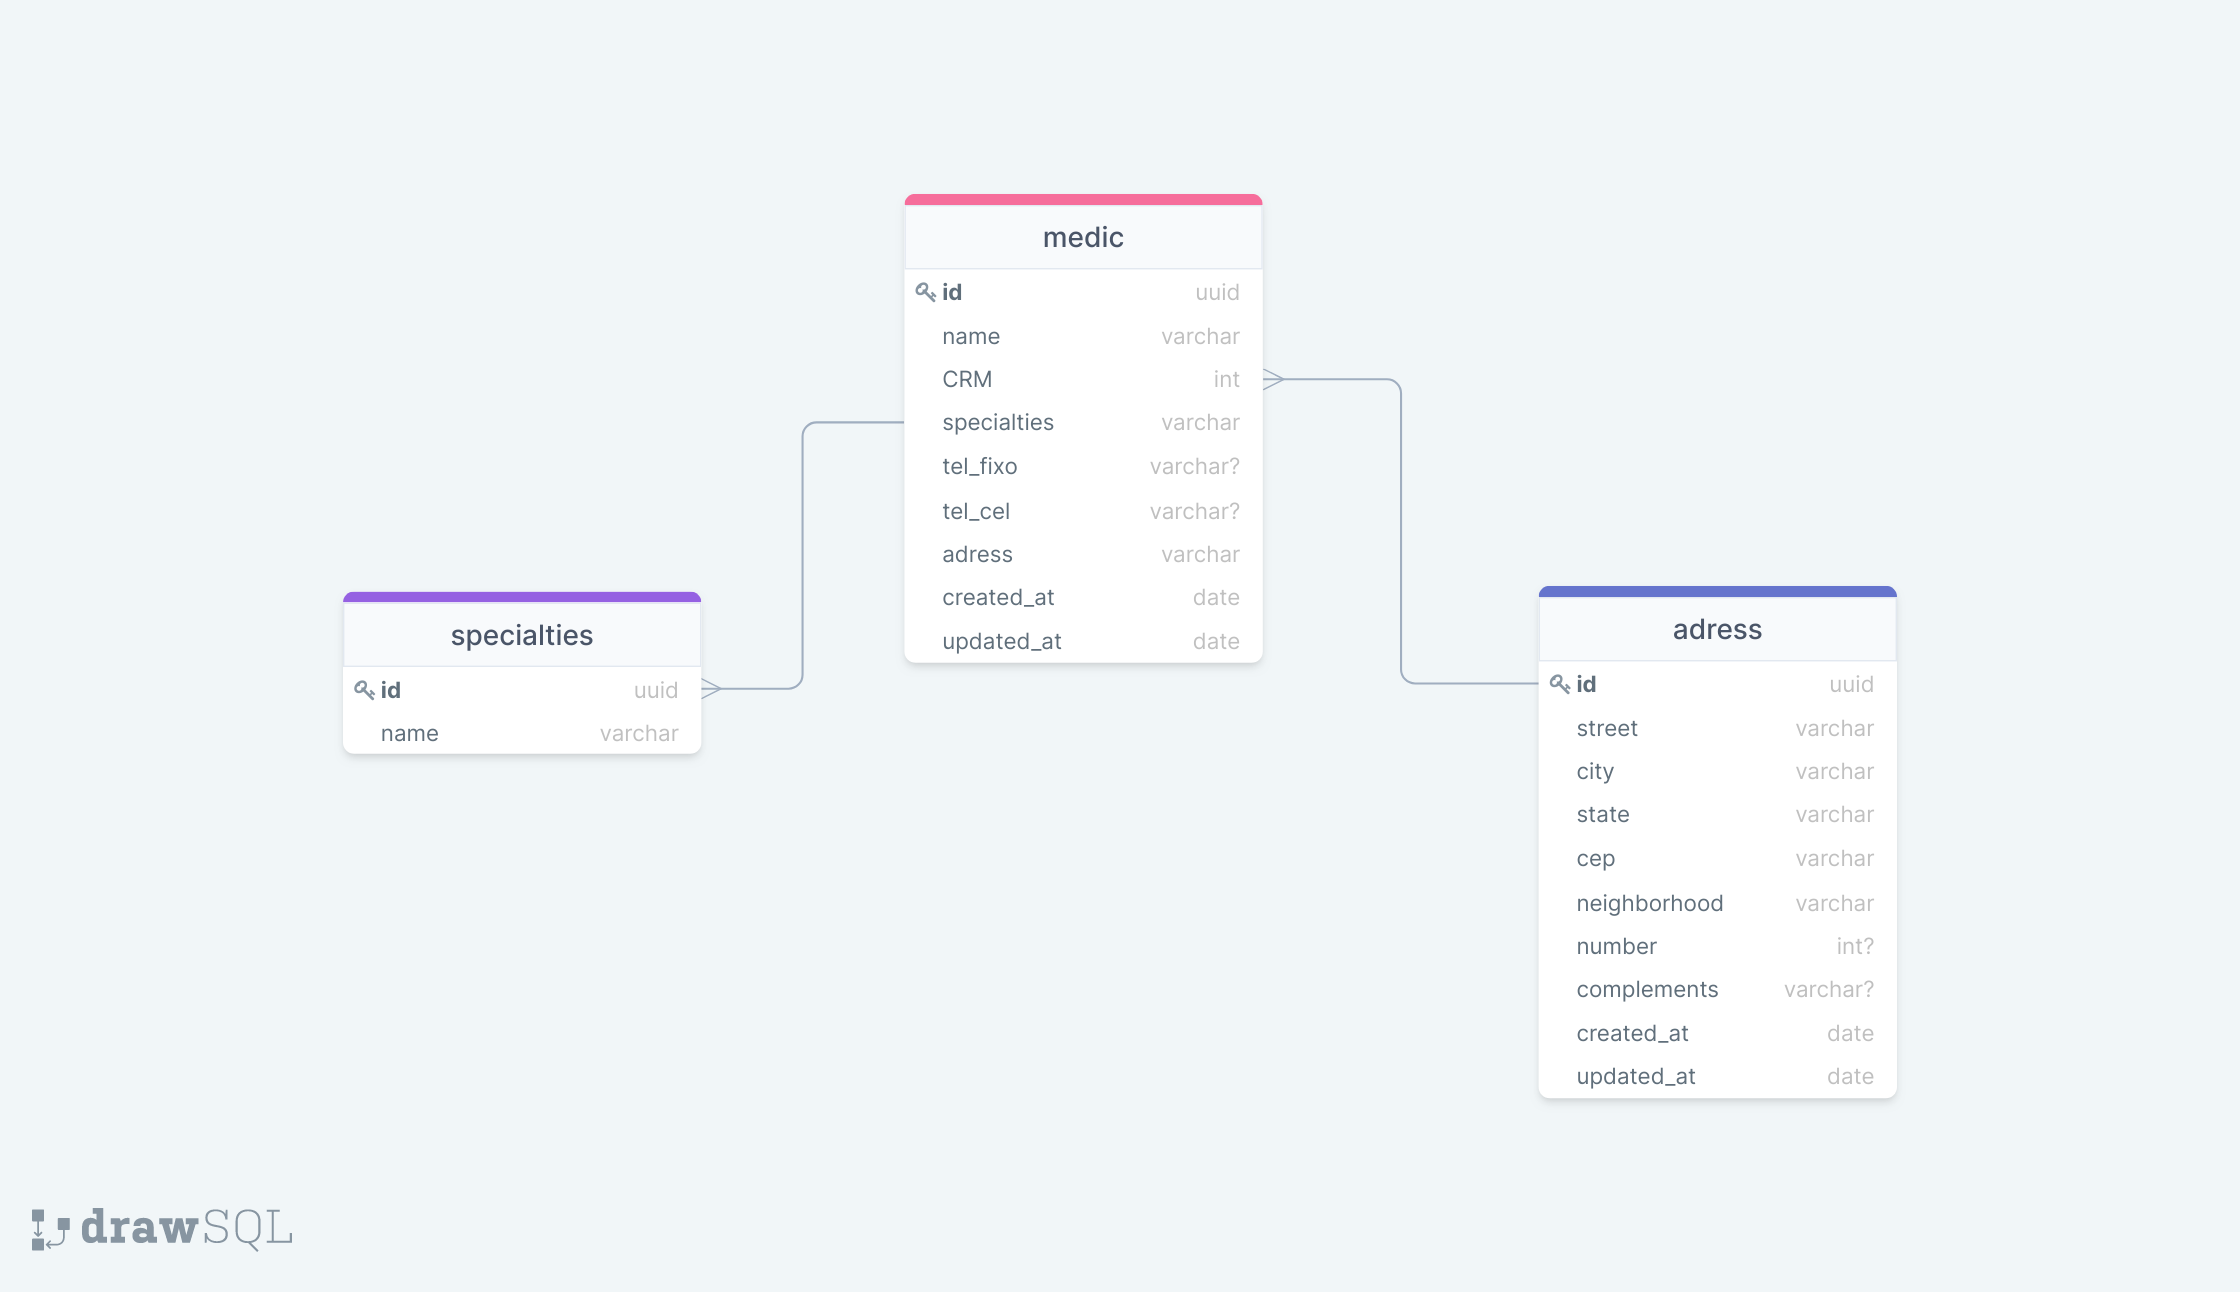 medic
id uuid
name varchar
CRM int
specialties varchar
tel_fixo varchar?
tel_cel varchar?
adress varchar
created_at date
updated_at date
specialties
id uuid
name varchar
adress
id uuid
street varchar
city varchar
state varchar
cep varchar
neighborhood varchar
number int?
complements varchar?
created_at date
updated_at date
drawSQL